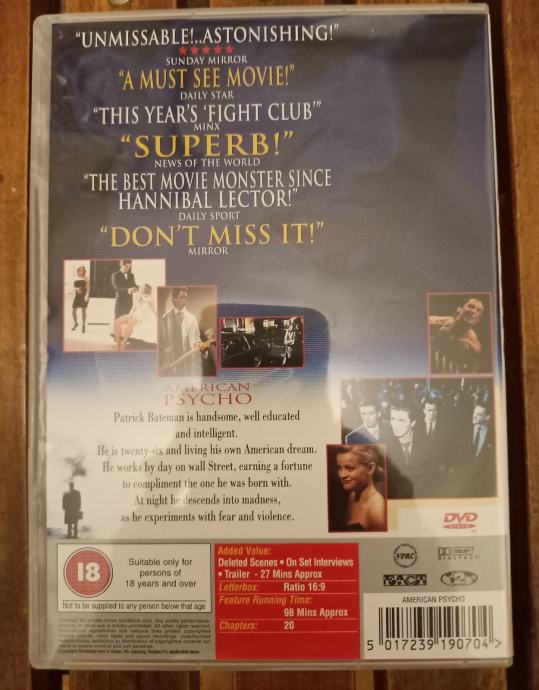 “UNMISSABLE!..ASTONISHING!”
★★★★★
SUNDAY MIRROR
“A MUST SEE MOVIE!”
DAILY STAR
“THIS YEAR'S ‘FIGHT CLUB’”
MINX
“SUPERB!”
NEWS OF THE WORLD
“THE BEST MOVIE MONSTER SINCE
HANNIBAL LECTOR!”
DAILY SPORT
“DON'T MISS IT!”
MIRROR
AMERICAN
PSYCHO
Patrick Bateman is handsome, well educated
and intelligent.
He is twenty-six and living his own American dream.
He works by day on wall Street, earning a fortune
to compliment the one he was born with.
At night he descends into madness,
as he experiments with fear and violence.
DVD
VIDEO
18
Suitable only for
persons of
18 years and over
Not to be supplied to any person below that age
Added Value:
Deleted Scenes • On Set Interviews
• Trailer - 27 Mins Approx
Letterbox: Ratio 16:9
Feature Running Time:
98 Mins Approx
Chapters: 20
VPRC
DOLBY
DIGITAL
FACT
2
AMERICAN PSYCHO
5 017239 190704 >